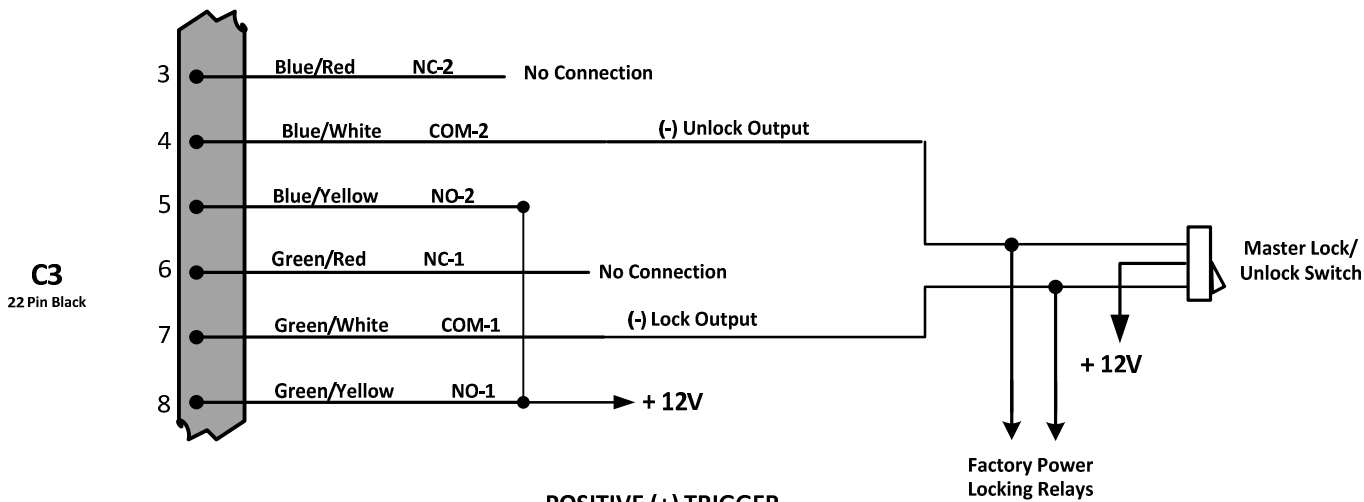 3 Blue/Red NC-2 No Connection
4 Blue/White COM-2 (-) Unlock Output
5 Blue/Yellow NO-2
6 Green/Red NC-1 No Connection
7 Green/White COM-1 (-) Lock Output
8 Green/Yellow NO-1 + 12V
C3
22 Pin Black
Master Lock/
Unlock Switch
+ 12V
Factory Power
Locking Relays
POSITIVE (+) TRIGGER